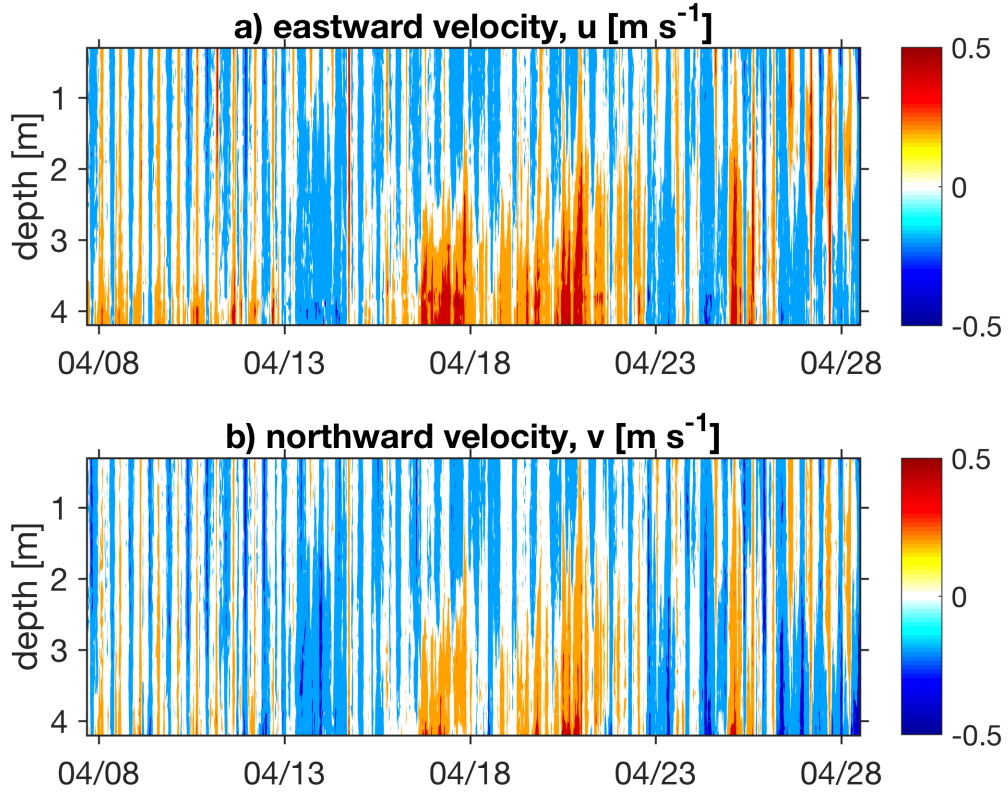 a) eastward velocity, u [m s⁻¹]
depth [m]
1
2
3
4
04/08 04/13 04/18 04/23 04/28
0.5
0
-0.5
b) northward velocity, v [m s⁻¹]
depth [m]
1
2
3
4
04/08 04/13 04/18 04/23 04/28
0.5
0
-0.5